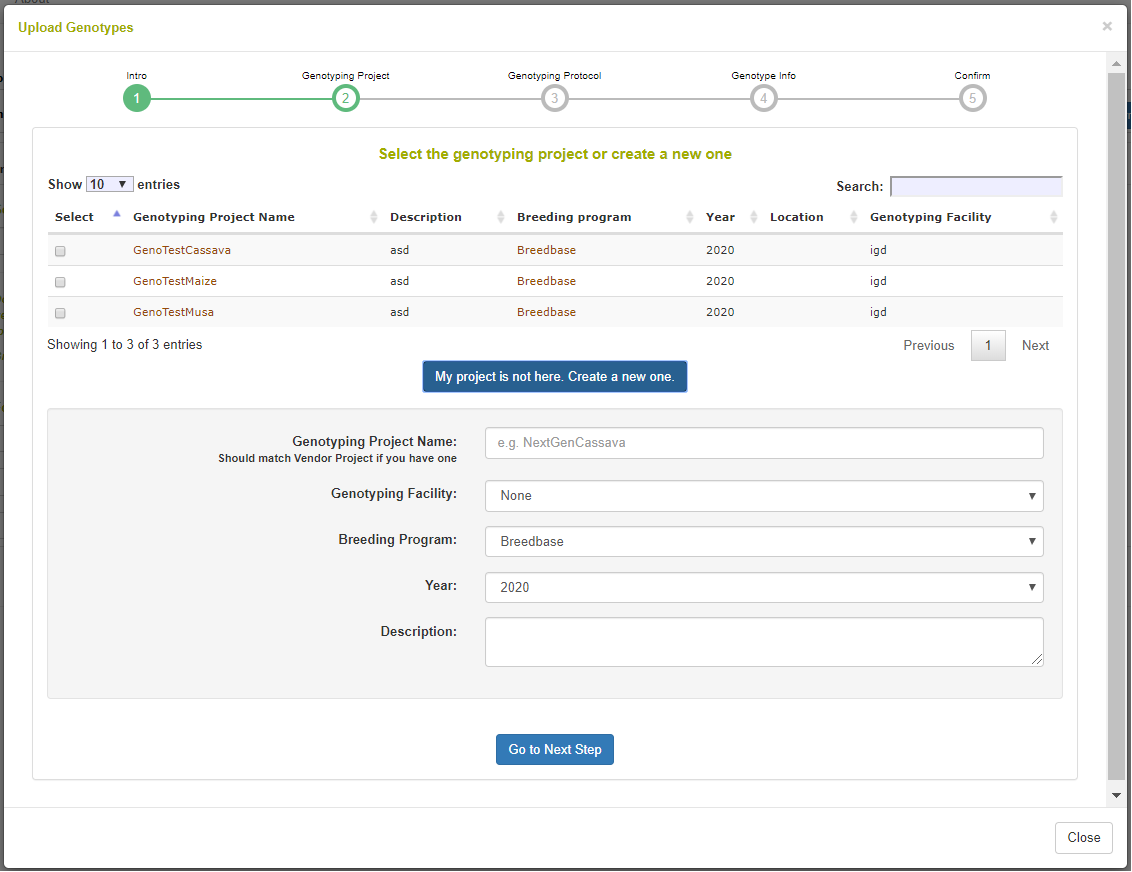 About
Upload Genotypes ×
Intro Genotyping Project Genotyping Protocol Genotype Info Confirm
1 2 3 4 5
Select the genotyping project or create a new one
Show 10 entries Search:
Select Genotyping Project Name Description Breeding program Year Location Genotyping Facility
GenoTestCassava asd Breedbase 2020 igd
GenoTestMaize asd Breedbase 2020 igd
GenoTestMusa asd Breedbase 2020 igd
Showing 1 to 3 of 3 entries Previous 1 Next
My project is not here. Create a new one.
Genotyping Project Name: e.g. NextGenCassava
Should match Vendor Project if you have one
Genotyping Facility: None
Breeding Program: Breedbase
Year: 2020
Description:
Go to Next Step
Close